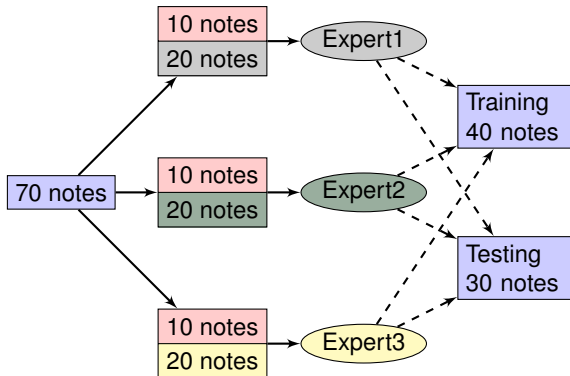 10 notes
20 notes
Expert1
Training
40 notes
70 notes
10 notes
20 notes
Expert2
Testing
30 notes
10 notes
20 notes
Expert3